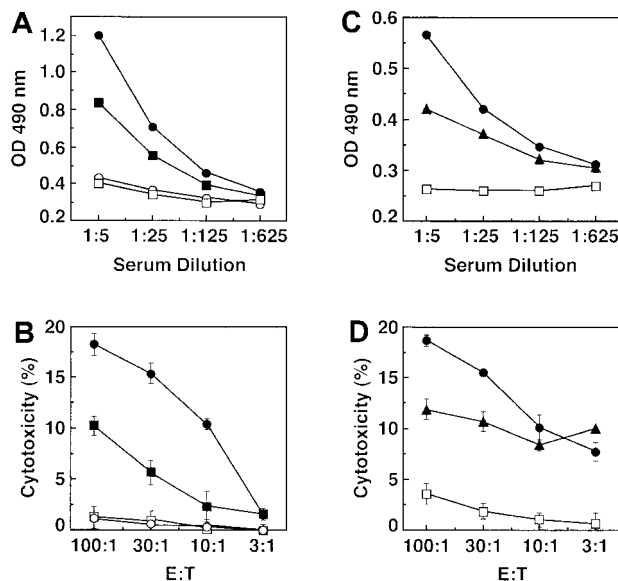 A
OD 490 nm
1.2
1.0
0.8
0.6
0.4
0.2
1:5 1:25 1:125 1:625
Serum Dilution
C
OD 490 nm
0.6
0.5
0.4
0.3
0.2
1:5 1:25 1:125 1:625
Serum Dilution
B
Cytotoxicity (%)
20
15
10
5
0
100:1 30:1 10:1 3:1
E:T
D
Cytotoxicity (%)
20
15
10
5
0
100:1 30:1 10:1 3:1
E:T